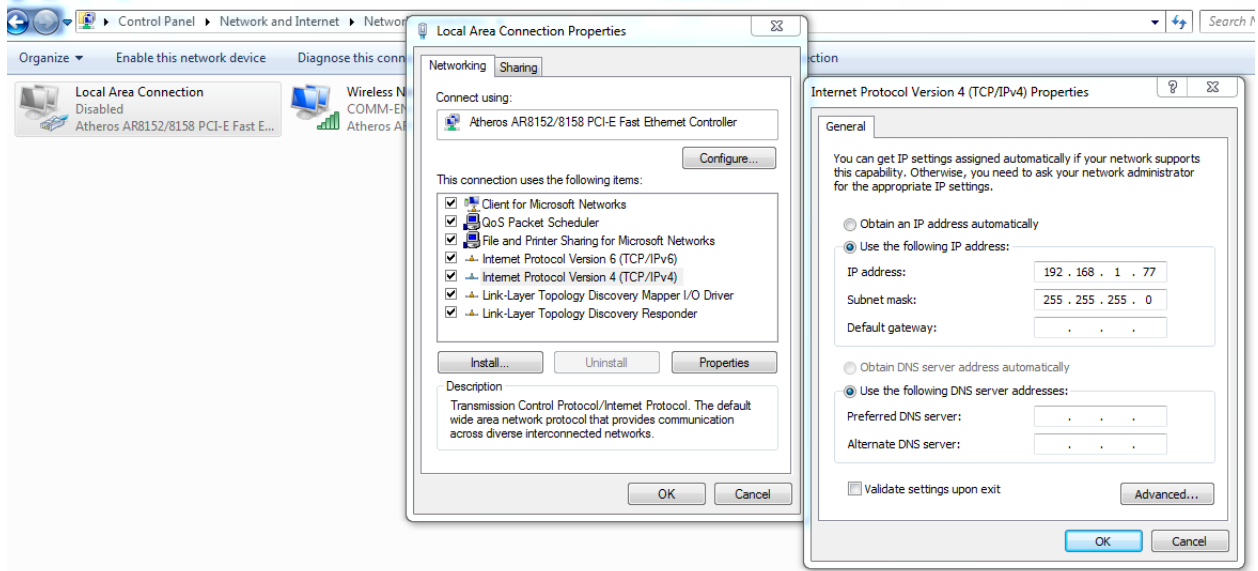 Control Panel Network and Internet
Search
Organize Enable this network device Diagnose this conn
Local Area Connection
Disabled
Atheros AR8152/8158 PCI-E Fast E...
Wireless N
COMM-EN
Atheros AR
Local Area Connection Properties
Networking Sharing
Connect using:
Atheros AR8152/8158 PCI-E Fast Ethernet Controller
Configure...
This connection uses the following items:
Client for Microsoft Networks
QoS Packet Scheduler
File and Printer Sharing for Microsoft Networks
Internet Protocol Version 6 (TCP/IPv6)
Internet Protocol Version 4 (TCP/IPv4)
Link-Layer Topology Discovery Mapper I/O Driver
Link-Layer Topology Discovery Responder
Install... Uninstall Properties
Description
Transmission Control Protocol/Internet Protocol. The default
wide area network protocol that provides communication
across diverse interconnected networks.
OK Cancel
ction
Internet Protocol Version 4 (TCP/IPv4) Properties
General
You can get IP settings assigned automatically if your network supports
this capability. Otherwise, you need to ask your network administrator
for the appropriate IP settings.
Obtain an IP address automatically
Use the following IP address:
IP address: 192 . 168 . 1 . 77
Subnet mask: 255 . 255 . 255 . 0
Default gateway: . . .
Obtain DNS server address automatically
Use the following DNS server addresses:
Preferred DNS server: . . .
Alternate DNS server: . . .
Validate settings upon exit
Advanced...
OK Cancel